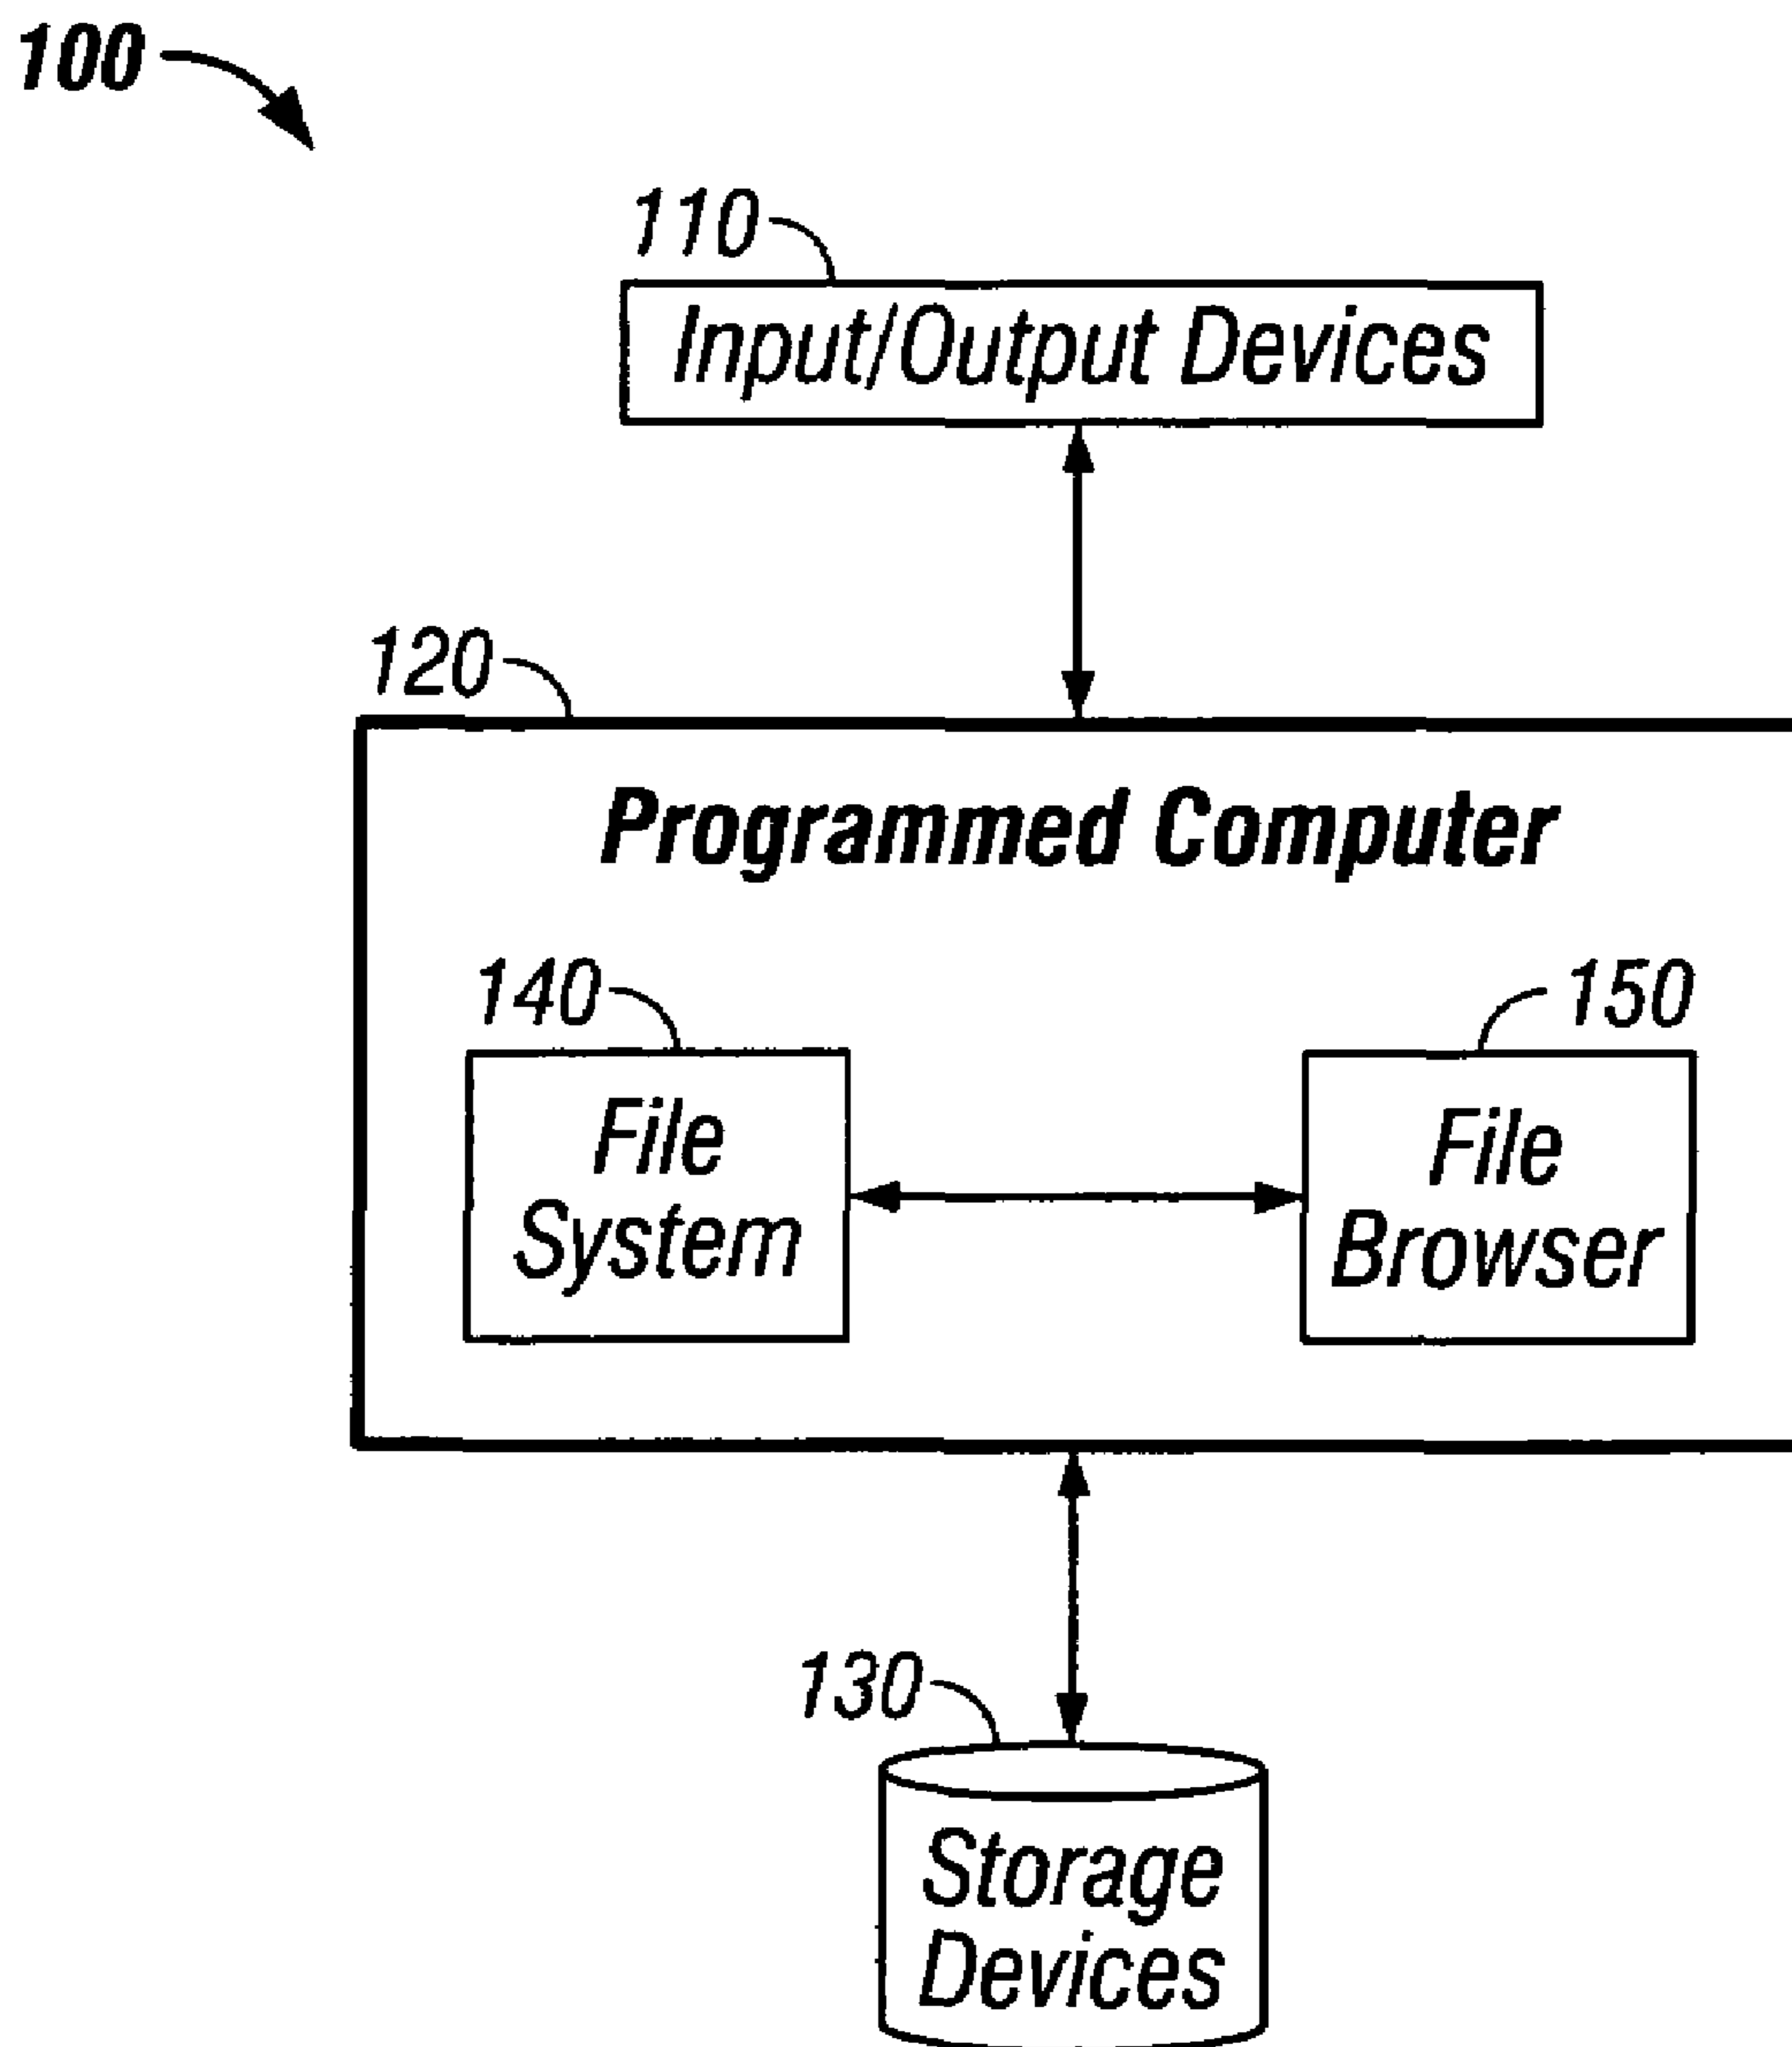 100
110
Input/Output Devices
120
Programmed Computer
140
File
System
150
File
Browser
130
Storage
Devices